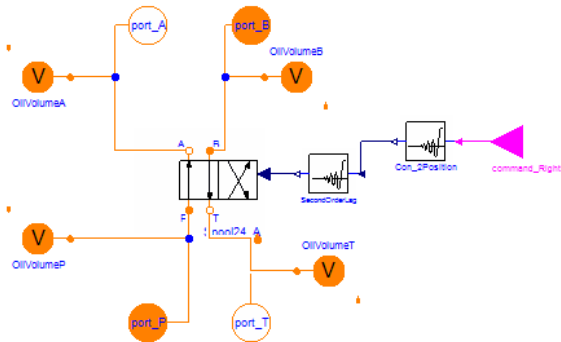 port_A
port_B
V
OilVolumeA
V
OilVolumeB
A
B
Con_2Position
command_Right
SecondOrderLag
P
T
Spool24_A
V
OilVolumeP
V
OilVolumeT
port_P
port_T